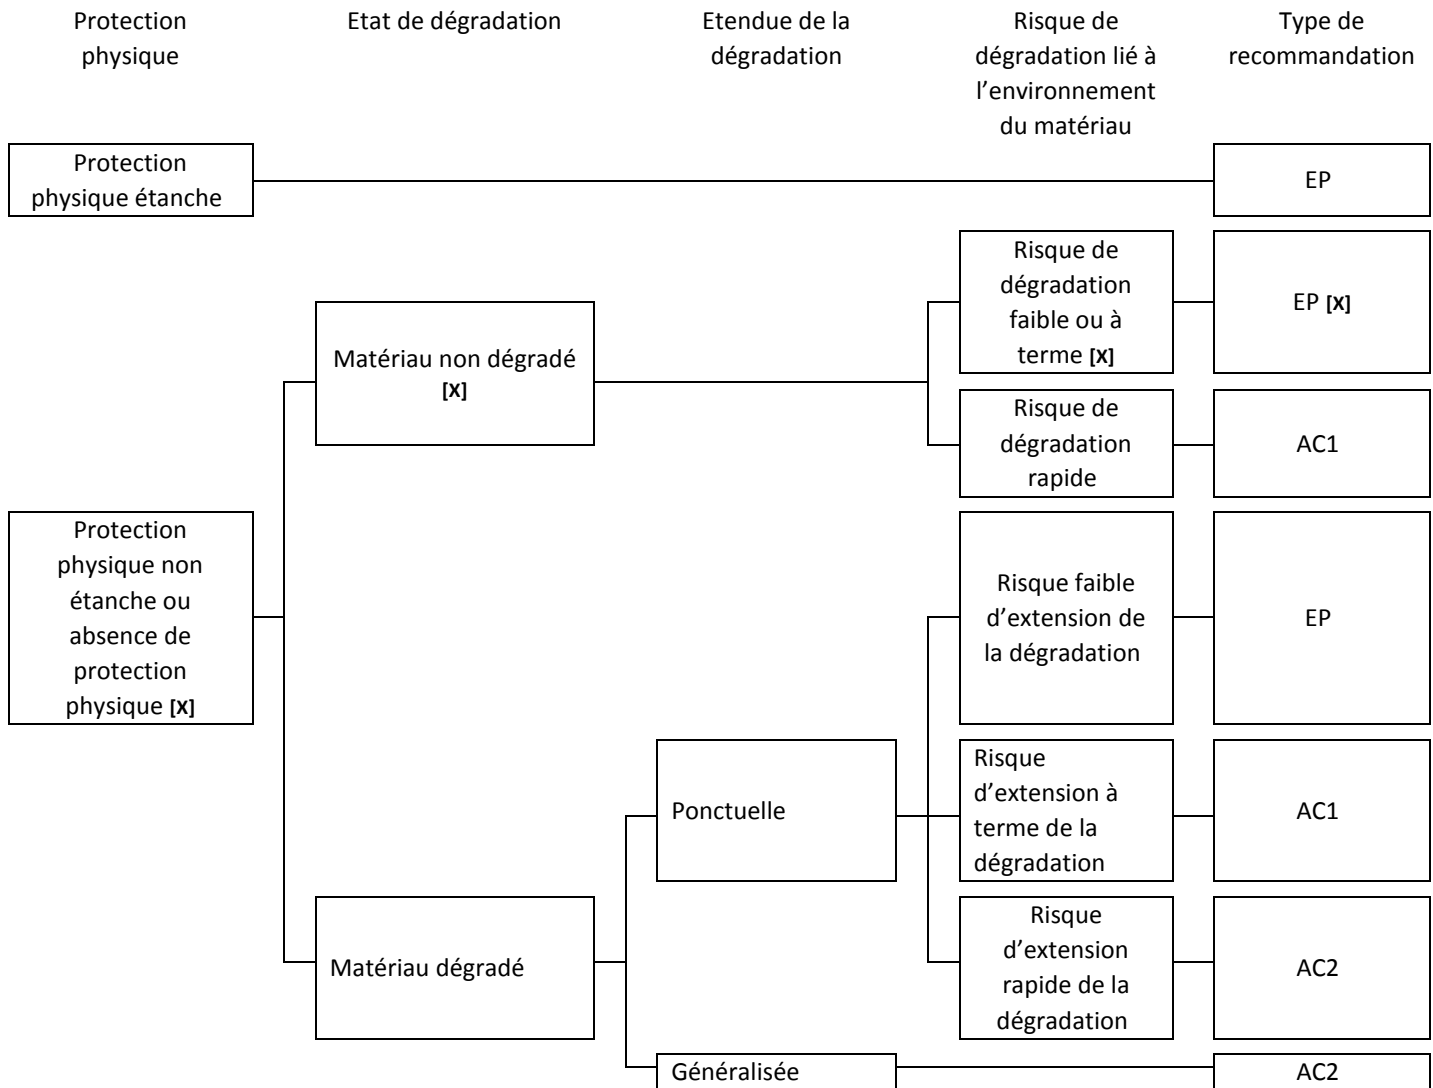 Protection
physique
Etat de dégradation
Etendue de la
dégradation
Risque de
dégradation lié à
l’environnement
du matériau
Type de
recommandation
Protection
physique étanche
EP
Risque de
dégradation
faible ou à
terme [X]
EP [X]
Matériau non dégradé
[X]
Risque de
dégradation
rapide
AC1
Protection
physique non
étanche ou
absence de
protection
physique [X]
Risque faible
d’extension de
la dégradation
EP
Ponctuelle
Risque
d’extension à
terme de la
dégradation
AC1
Matériau dégradé
Risque
d’extension
rapide de la
dégradation
AC2
Généralisée
AC2